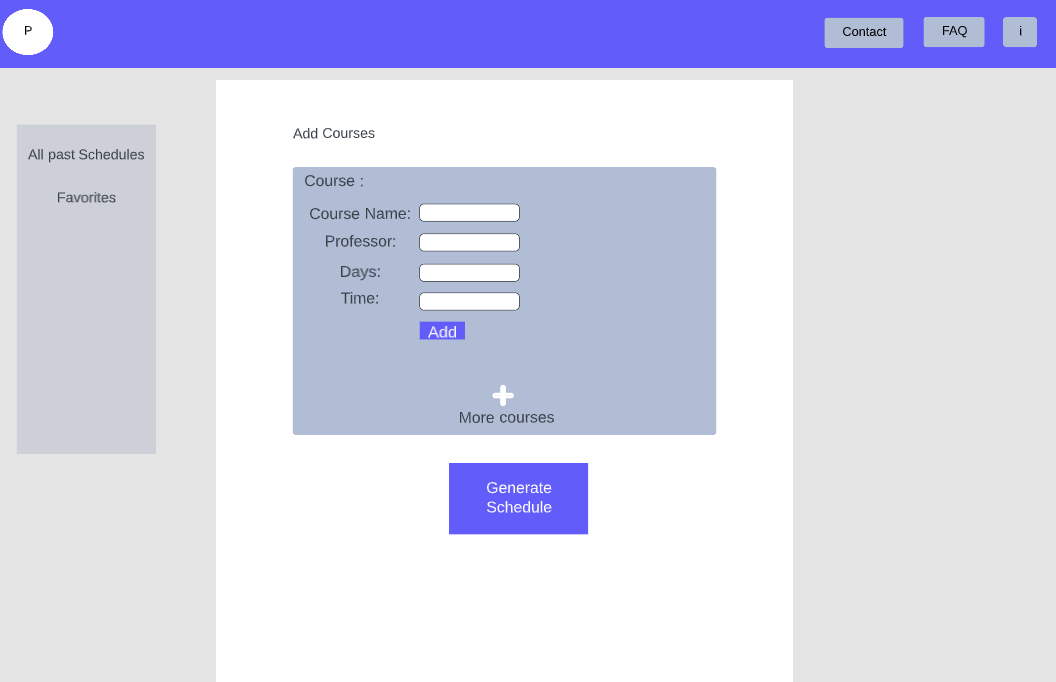 P
Contact
FAQ
i
All past Schedules
Favorites
Add Courses
Course :
Course Name:
Professor:
Days:
Time:
Add
More courses
Generate
Schedule